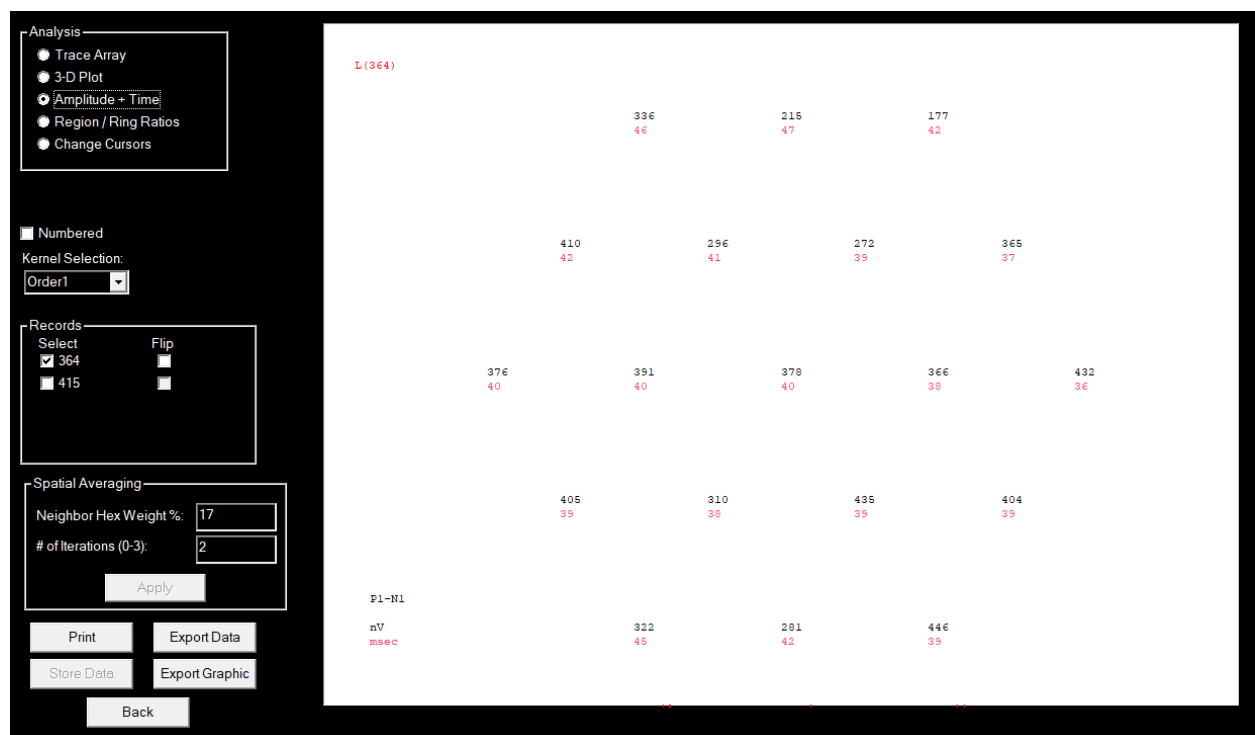 Analysis
Trace Array
3-D Plot
Amplitude + Time
Region / Ring Ratios
Change Cursors
Numbered
Kernel Selection:
Order1
Records
Select Flip
364
415
Spatial Averaging
Neighbor Hex Weight %: 17
# of Iterations (0-3): 2
Apply
Print Export Data
Store Data Export Graphic
Back
L(364)
336 215 177
46 47 42
410 296 272 365
42 41 39 37
376 391 378 366 432
40 40 40 38 36
405 310 435 404
39 38 39 39
P1-N1
nV 322 281 446
msec 45 42 39